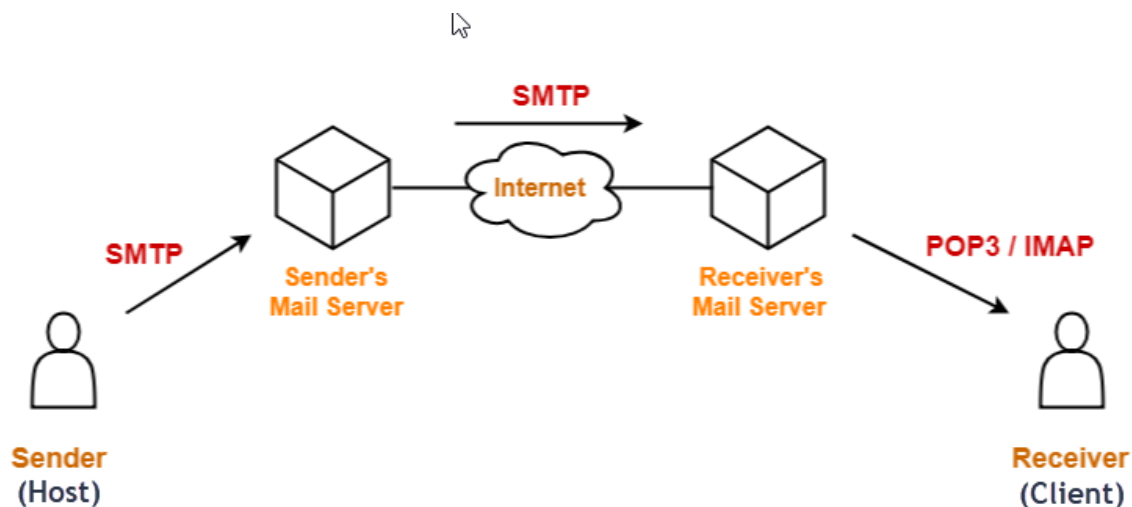 SMTP
Internet
SMTP
Sender's
Mail Server
Receiver's
Mail Server
POP3 / IMAP
Sender
(Host)
Receiver
(Client)